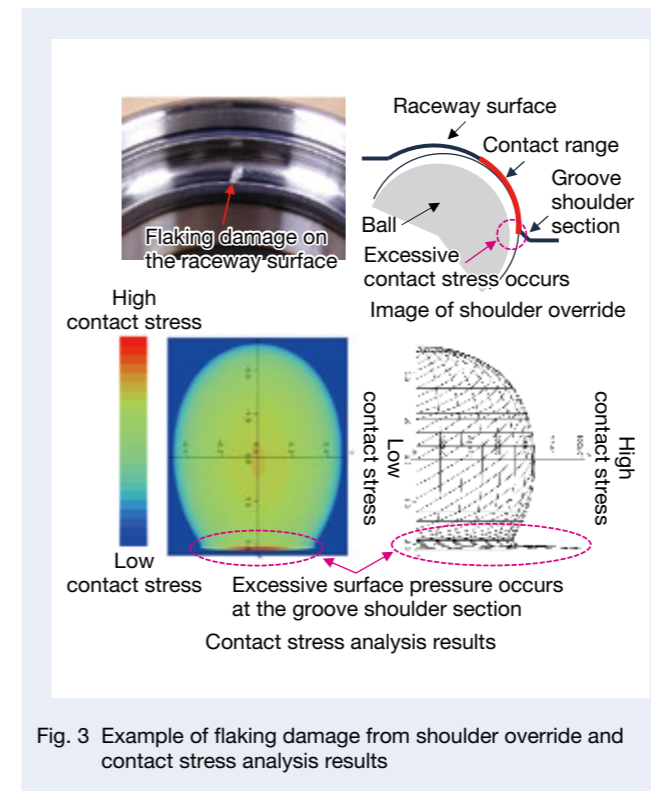 Raceway surface
Contact range
Groove
shoulder
section
Ball
Flaking damage on
the raceway surface
Excessive
contact stress occurs
Image of shoulder override
High
contact stress
Low
contact stress
High
contact stress
Low
contact stress
Excessive surface pressure occurs
at the groove shoulder section
Contact stress analysis results
Fig. 3 Example of flaking damage from shoulder override and
contact stress analysis results